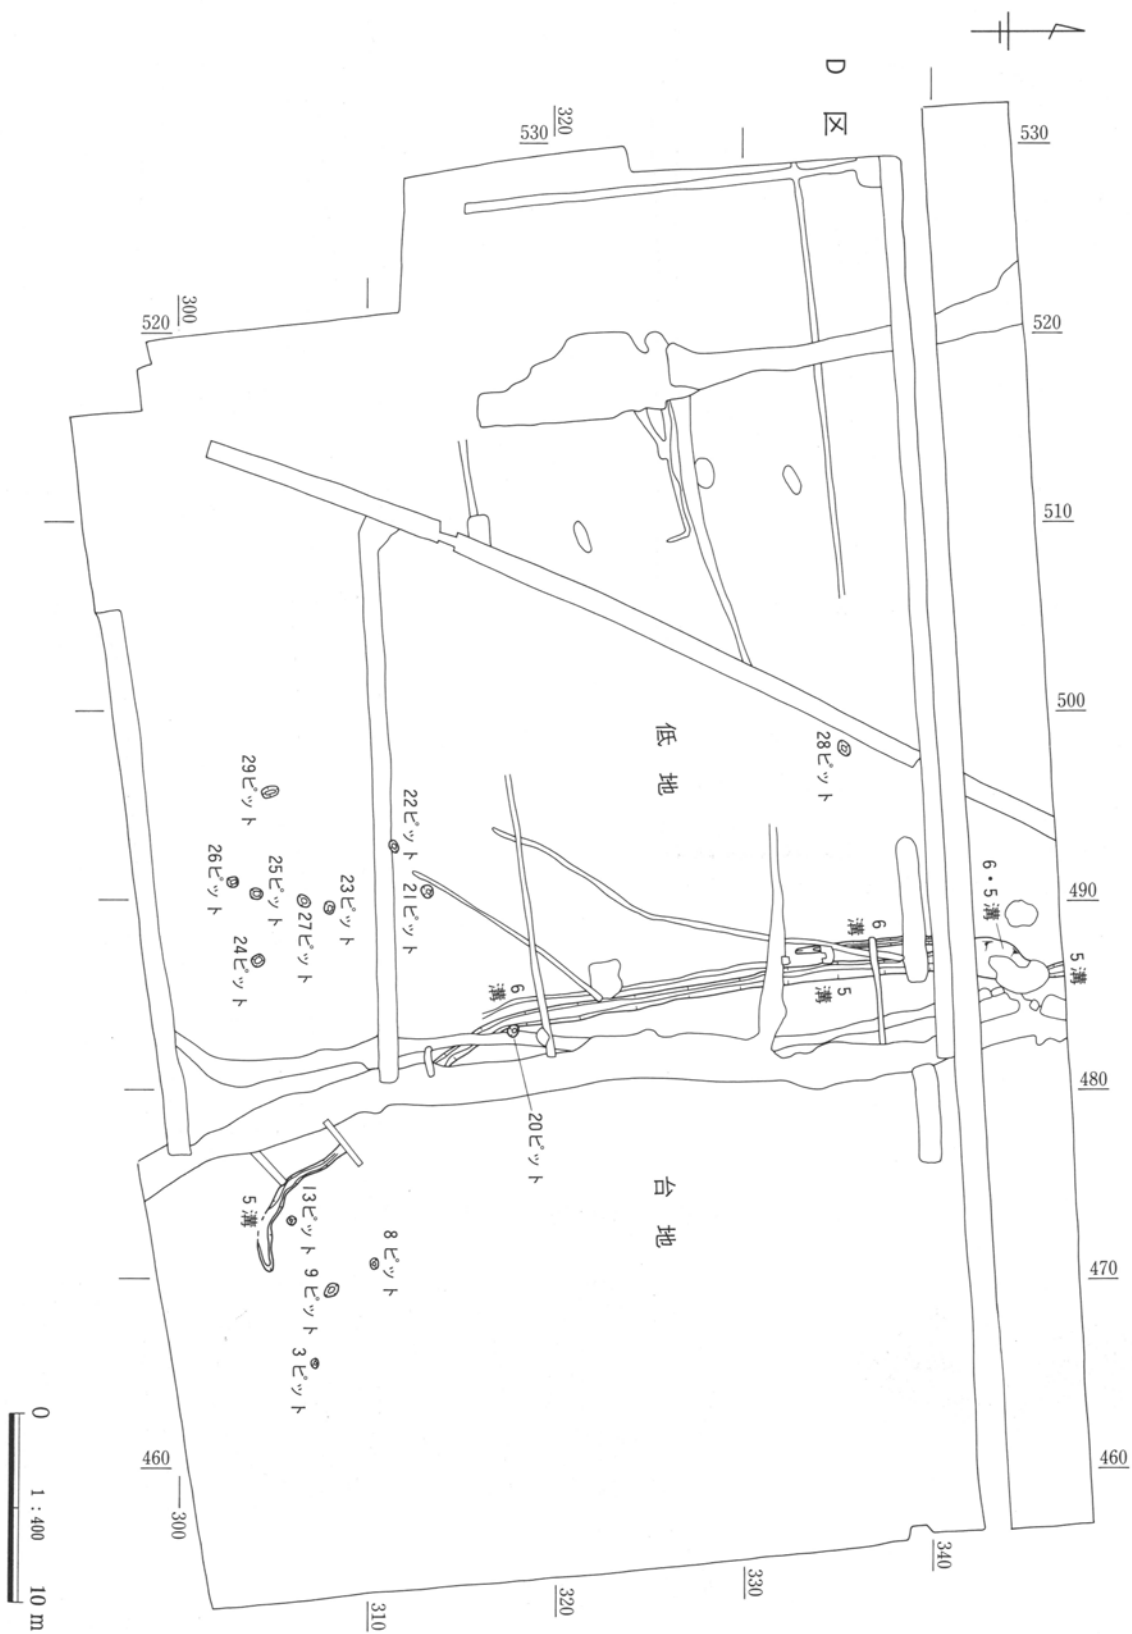 D 区
530
320
530
520
300
520
510
500
低 地
28ピット
29ピット
22ピット
26ピット
25ピット
23ピット
21ピット
27ピット
24ピット
6・5溝
490
6溝
5溝
5溝
6溝
480
20ピット
台 地
5溝
13ピット
8ピット
9ピット
470
3ピット
460
460
300
340
330
320
310
0
1:400
10 m